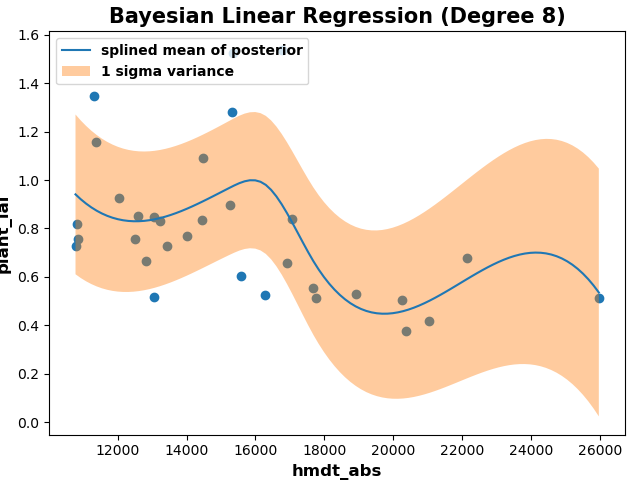 Bayesian Linear Regression (Degree 8)
splined mean of posterior
1 sigma variance
1.6
1.4
1.2
1.0
0.8
0.6
0.4
0.2
0.0
plant_lai
12000 14000 16000 18000 20000 22000 24000 26000
hmdt_abs